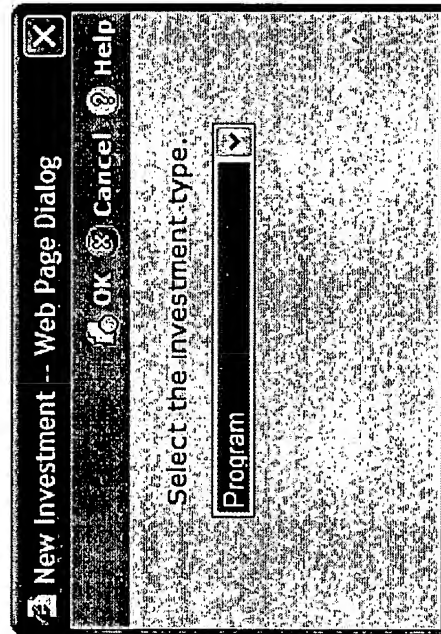 New Investment -- Web Page Dialog
OK Cancel Help
Select the investment type.
Program